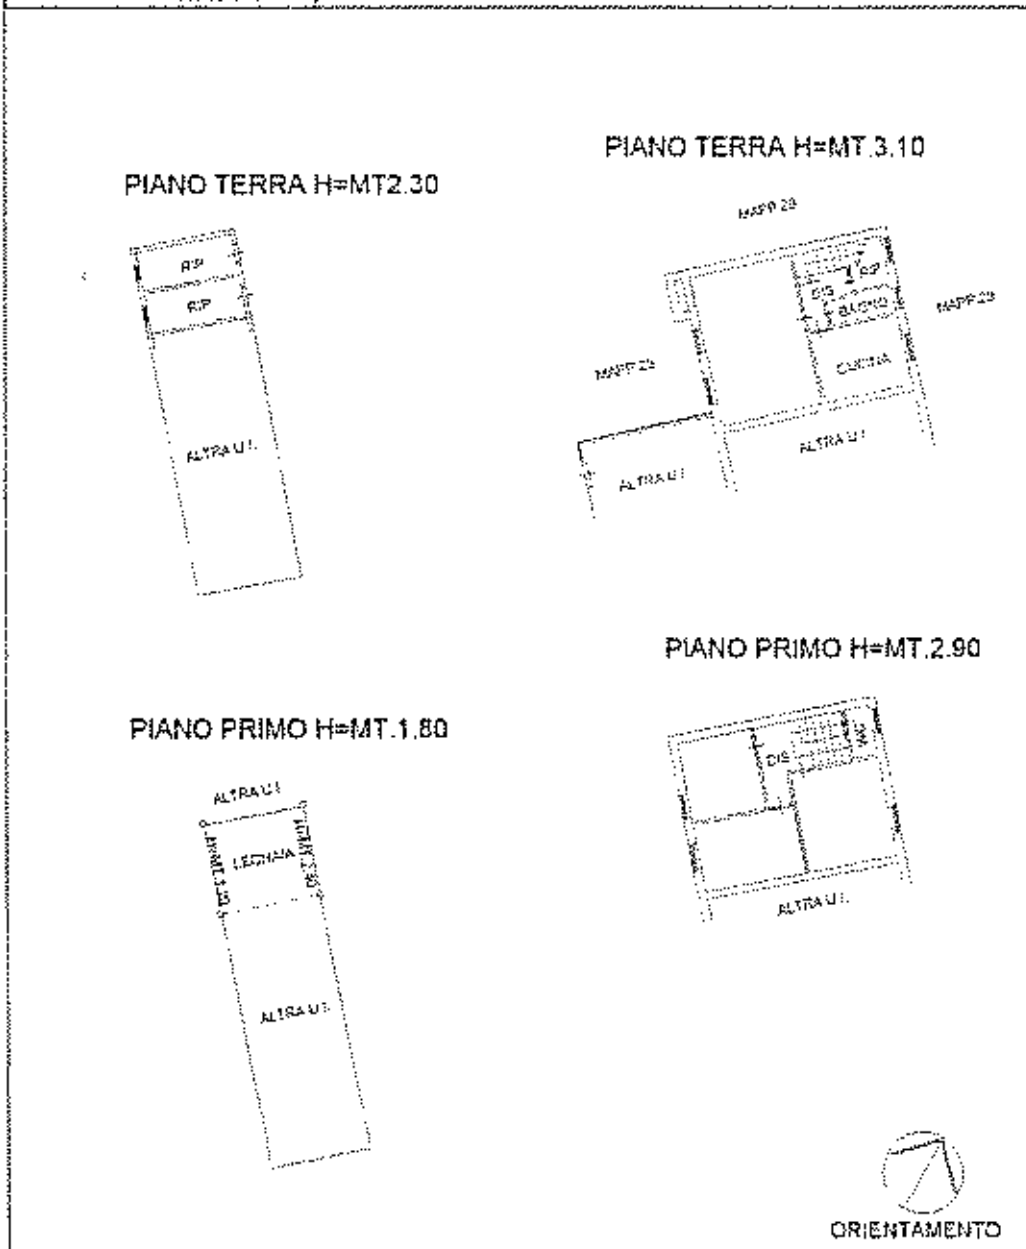 PIANO TERRA H=MT.3.10
PIANO TERRA H=MT2.30
MAPP 29
RIP
RIP
DIS
RIP
BAGNO
MAPP 29
MAPP 29
CUCINA
ALTRA U.I.
ALTRA U.I.
ALTRA U.I.
PIANO PRIMO H=MT.2.90
PIANO PRIMO H=MT.1.80
DIS
WC
ALTRA U.I.
LEGNAIA
ALTRA U.I.
ALTRA U.I.
ORIENTAMENTO